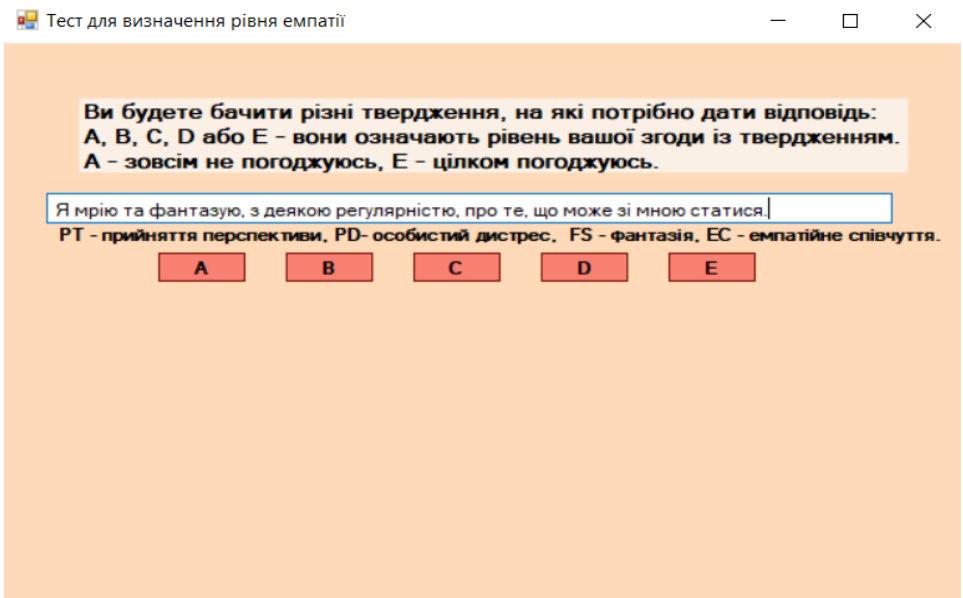 Тест для визначення рівня емпатії
Ви будете бачити різні твердження, на які потрібно дати відповідь:
A, B, C, D або E - вони означають рівень вашої згоди із твердженням.
A - зовсім не погоджуюсь, E - цілком погоджуюсь.
Я мрію та фантазую, з деякою регулярністю, про те, що може зі мною статися.
PT - прийняття перспективи, PD- особистий дистрес,  FS - фантазія, EC - емпатійне співчуття.
A B C D E